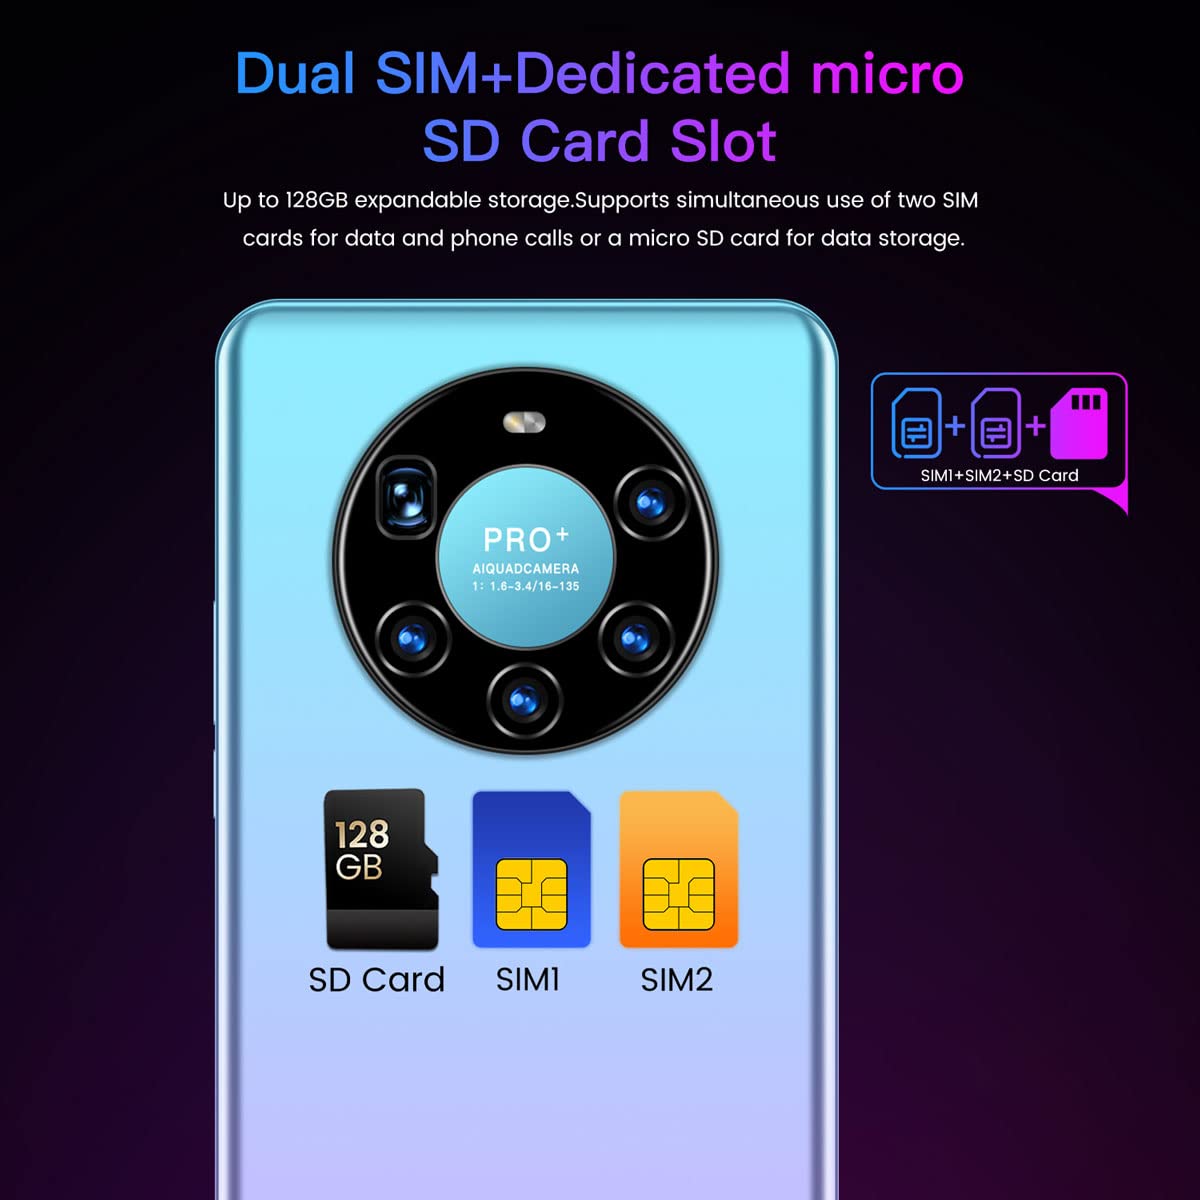 Dual SIM+Dedicated micro
SD Card Slot
Up to 128GB expandable storage.Supports simultaneous use of two SIM
cards for data and phone calls or a micro SD card for data storage.
SIM1+SIM2+SD Card
PRO+
AIQUADCAMERA
1: 1.6-3.4/16-135
128
GB
SD Card SIM1 SIM2